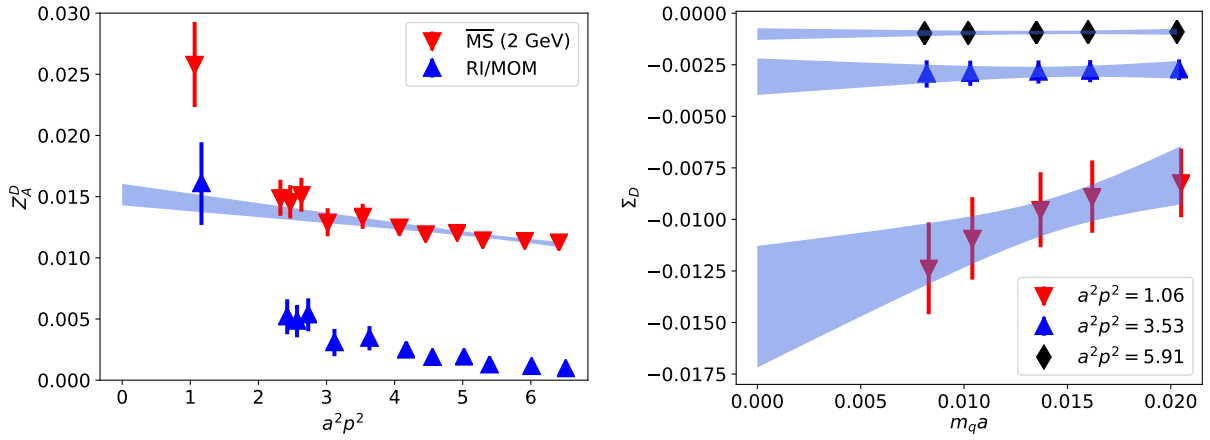 0.030
0.025
0.020
0.015
0.010
0.005
0.000
Z_A^D
0 1 2 3 4 5 6
a²p²
MS̅ (2 GeV)
RI/MOM
−0.0000
−0.0025
−0.0050
−0.0075
−0.0100
−0.0125
−0.0150
−0.0175
Σ_D
0.000 0.005 0.010 0.015 0.020
m_q a
a²p² = 1.06
a²p² = 3.53
a²p² = 5.91